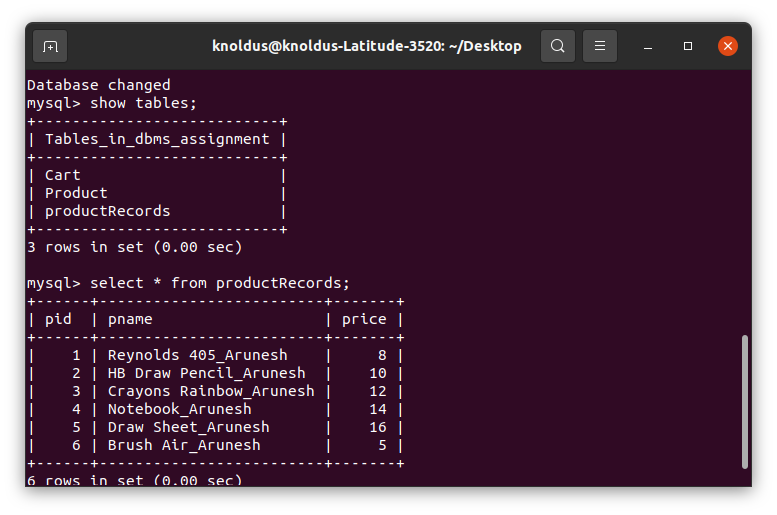 knoldus@knoldus-Latitude-3520: ~/Desktop
Database changed
mysql> show tables;
+---------------------------+
| Tables_in_dbms_assignment |
+---------------------------+
| Cart                      |
| Product                   |
| productRecords            |
+---------------------------+
3 rows in set (0.00 sec)

mysql> select * from productRecords;
+------+-------------------------+-------+
| pid  | pname                   | price |
+------+-------------------------+-------+
|    1 | Reynolds 405_Arunesh    |     8 |
|    2 | HB Draw Pencil_Arunesh  |    10 |
|    3 | Crayons Rainbow_Arunesh |    12 |
|    4 | Notebook_Arunesh        |    14 |
|    5 | Draw Sheet_Arunesh      |    16 |
|    6 | Brush Air_Arunesh       |     5 |
+------+-------------------------+-------+
6 rows in set (0.00 sec)